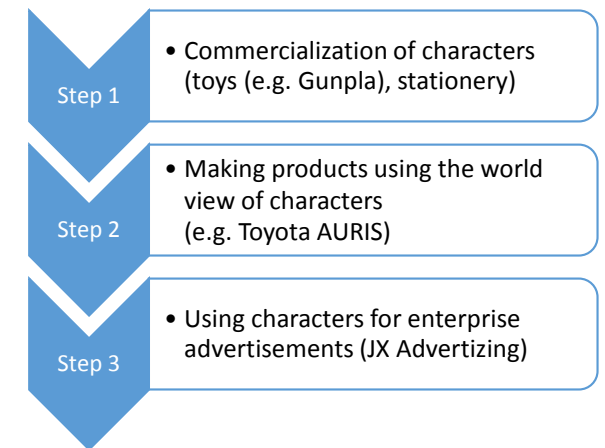 Step 1
• Commercialization of characters
(toys (e.g. Gunpla), stationery)
Step 2
• Making products using the world
view of characters
(e.g. Toyota AURIS)
Step 3
• Using characters for enterprise
advertisements (JX Advertizing)